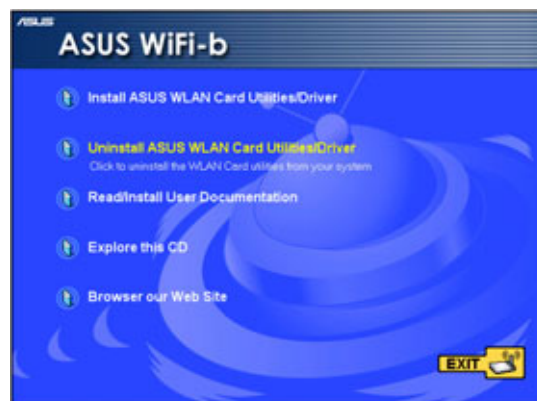 ASUS
ASUS WiFi-b
Install ASUS WLAN Card Utilities/Driver
Uninstall ASUS WLAN Card Utilities/Driver
Click to uninstall the WLAN Card utilities from your system
Read/Install User Documentation
Explore this CD
Browser our Web Site
EXIT